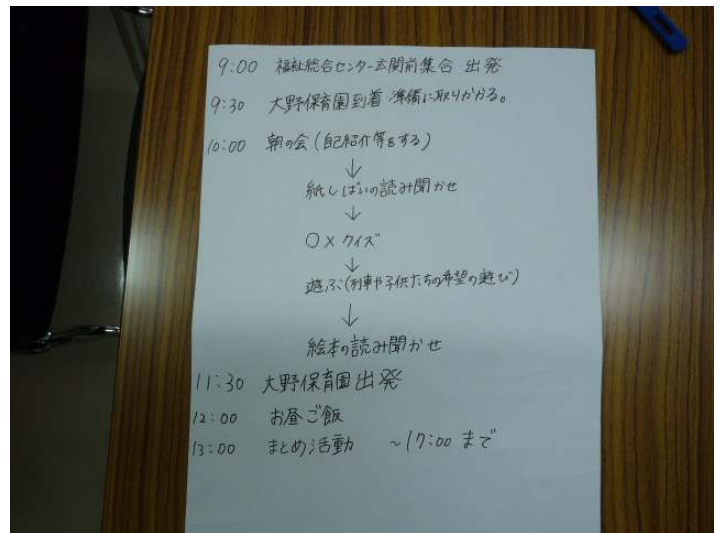 9:00 福祉総合センター玄関前集合 出発
9:30 大野保育園到着 準備に取りかかる。
10:00 朝の会(自己紹介等をする)
↓
紙しばいの読み聞かせ
↓
○×クイズ
↓
遊ぶ(列車や子供たちの希望の遊び)
↓
絵本の読み聞かせ
11:30 大野保育園出発
12:00 お昼ご飯
13:00 まとめ活動 ~17:00 まで